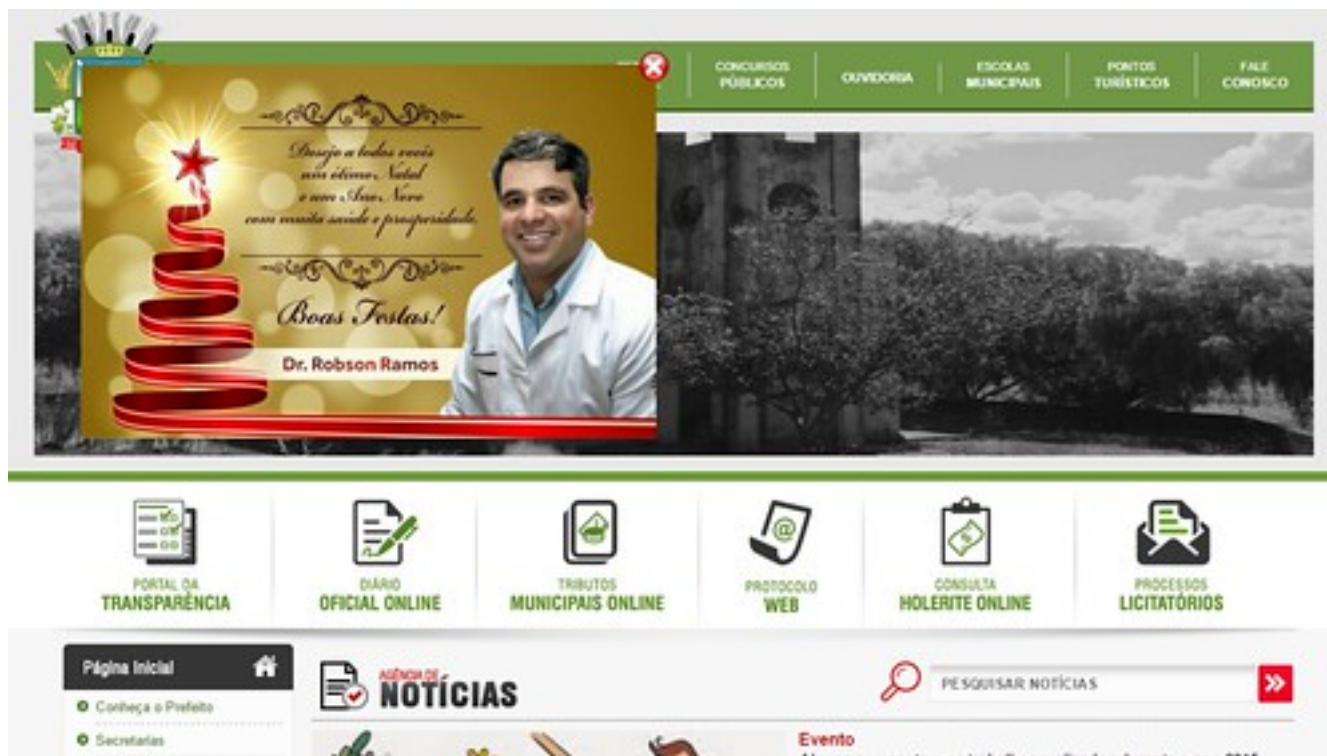 CONCURSOS
PÚBLICOS
OUVIDORIA
ESCOLAS
MUNICIPAIS
PONTOS
TURÍSTICOS
FALE
CONOSCO
Desejo a todos vocês
um ótimo Natal
e um Ano Novo
com muita saúde e prosperidade.
Boas Festas!
Dr. Robson Ramos
PORTAL DA
TRANSPARÊNCIA
DIÁRIO
OFICIAL ONLINE
TRIBUTOS
MUNICIPAIS ONLINE
PROTOCOLO
WEB
CONSULTA
HOLERITE ONLINE
PROCESSOS
LICITATÓRIOS
Página Inicial
Conheça o Prefeito
Secretarias
AGÊNCIA DE
NOTÍCIAS
PESQUISAR NOTÍCIAS
Evento